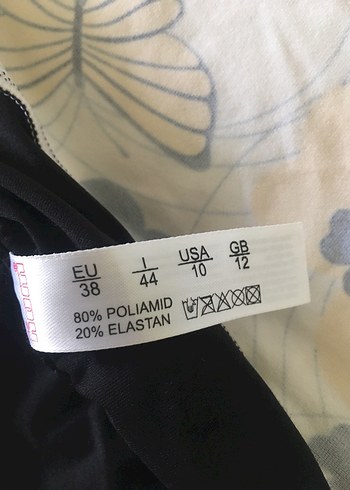 EU I USA GB
38 44 10 12
80% POLIAMID
20% ELASTAN